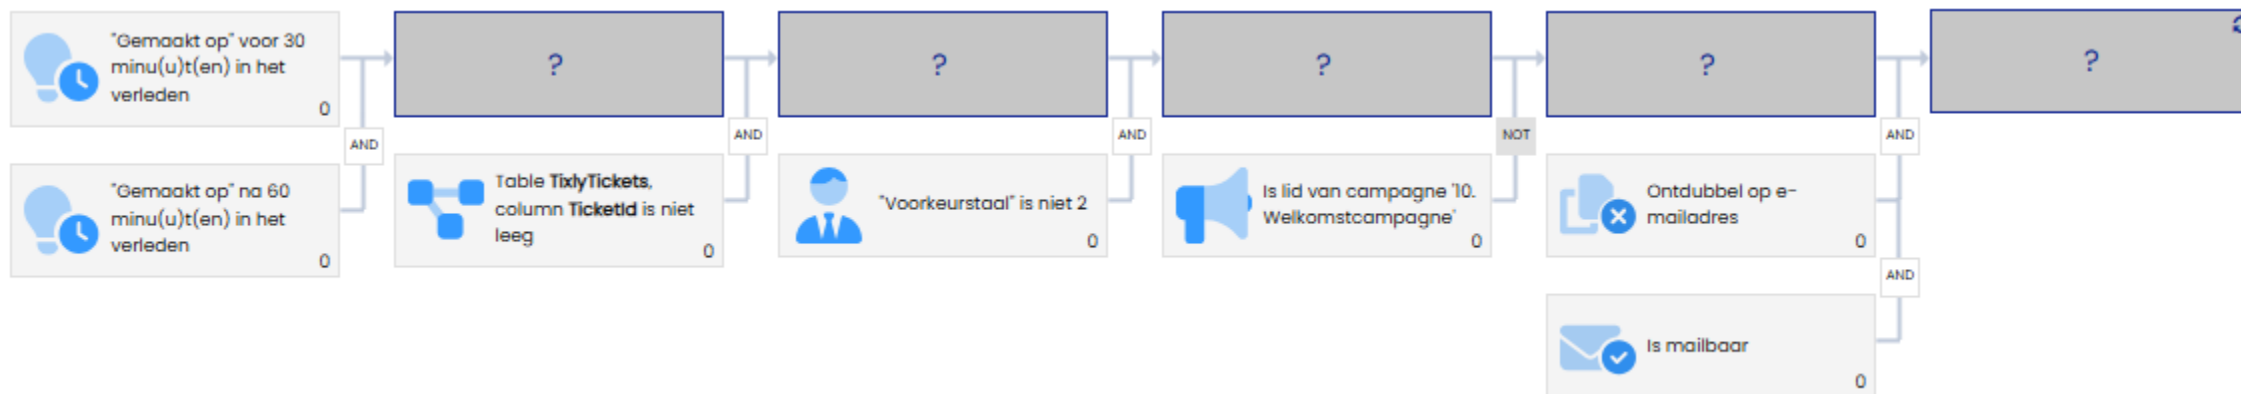 "Gemaakt op" voor 30
minu(u)t(en) in het
verleden
0
AND
"Gemaakt op" na 60
minu(u)t(en) in het
verleden
0
?
AND
Table TixlyTickets,
column TicketId is niet
leeg
0
?
AND
"Voorkeurstaal" is niet 2
0
?
NOT
Is lid van campagne '10.
Welkomstcampagne'
0
?
AND
Ontdubbel op e-
mailadres
0
AND
Is mailbaar
0
?